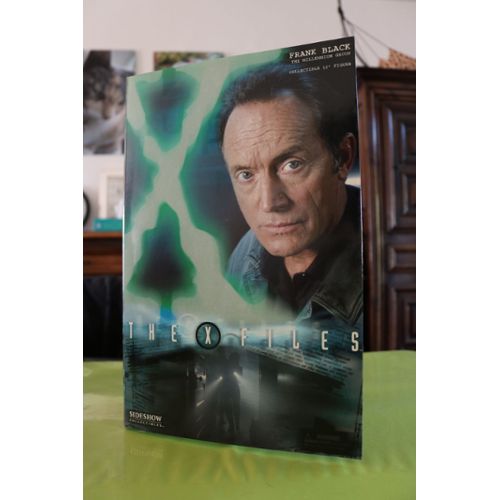 FRANK BLACK
THE MILLENNIUM GROUP
COLLECTIBLE 12" FIGURE
THE X FILES
SIDESHOW
COLLECTIBLES